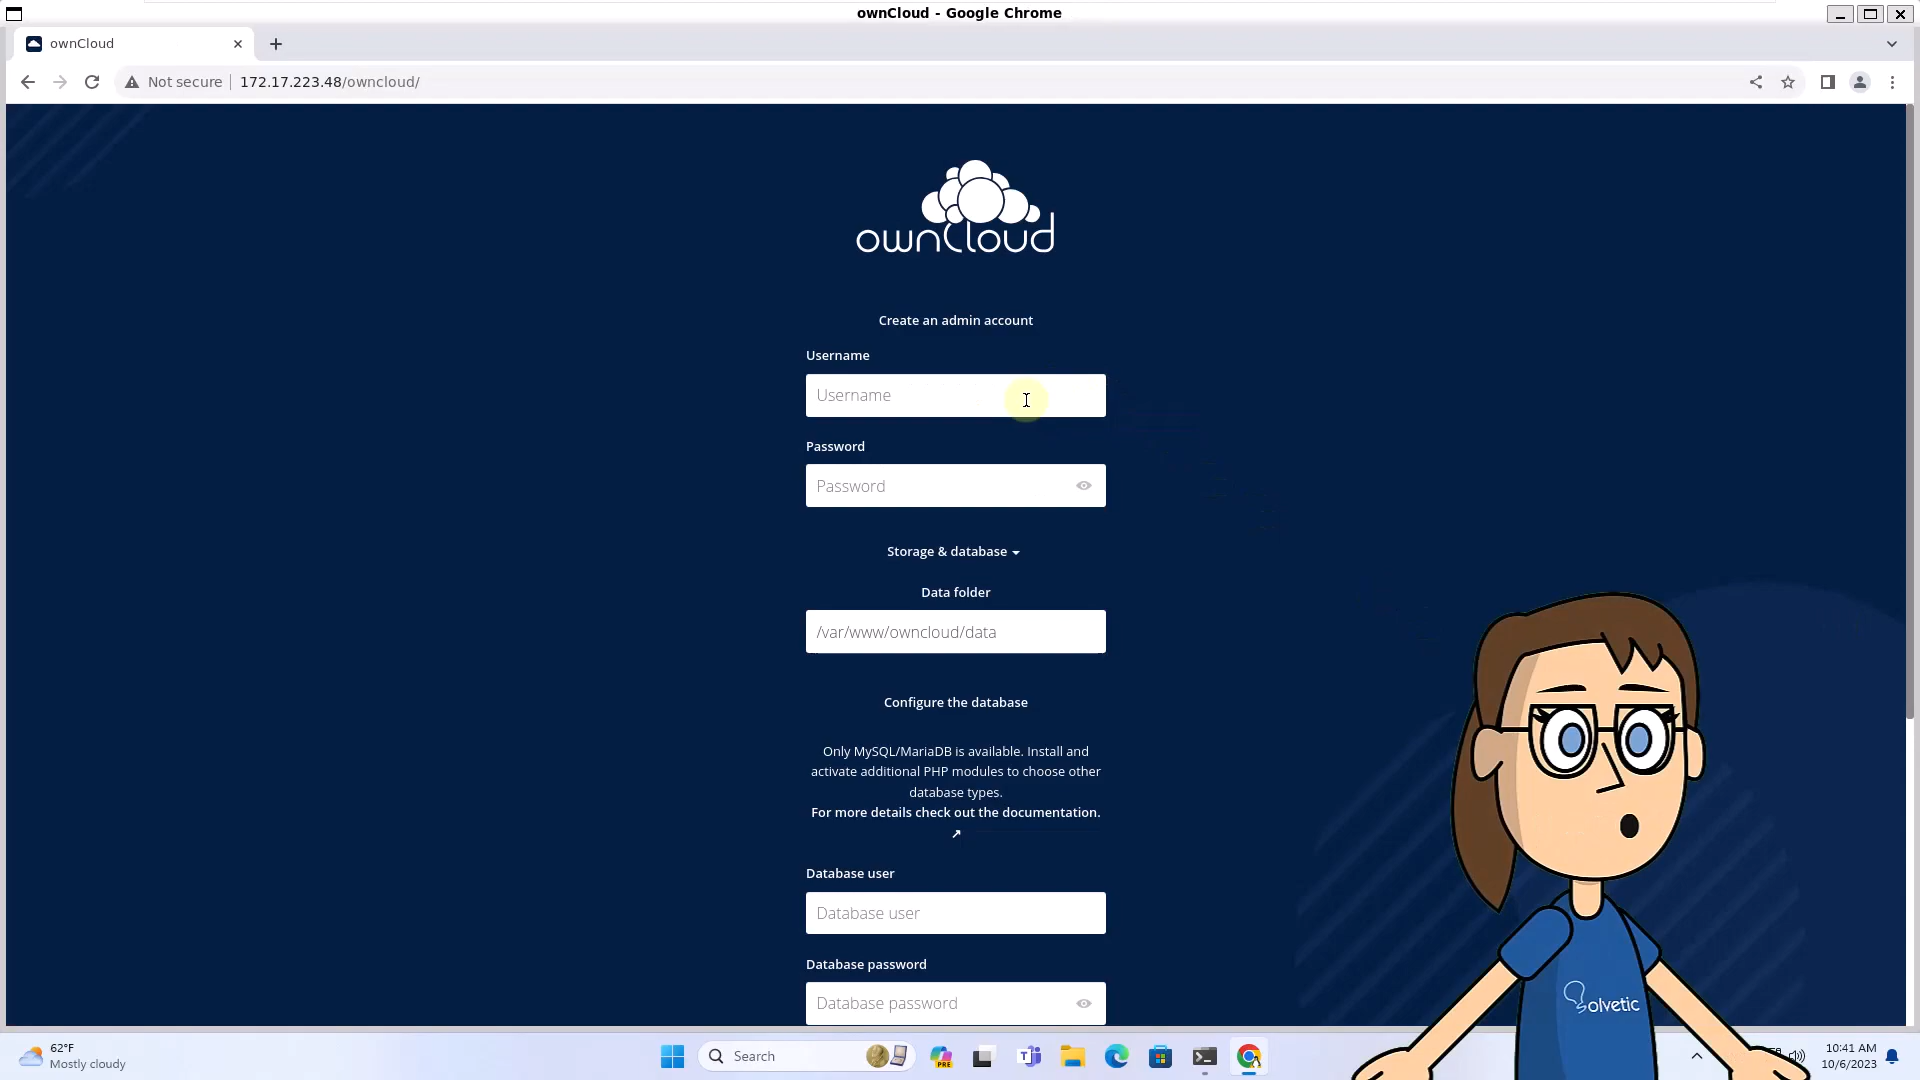 ownCloud - Google Chrome
ownCloud
Not secure
172.17.223.48/owncloud/
ownCloud
Create an admin account
Username
Username
Password
Password
Storage & database
Data folder
/var/www/owncloud/data
Configure the database
Only MySQL/MariaDB is available. Install and
activate additional PHP modules to choose other
database types.
For more details check out the documentation.
Database user
Database user
Database password
Database password
Solvetic
62°F
Mostly cloudy
Search
PRE
10:41 AM
10/6/2023